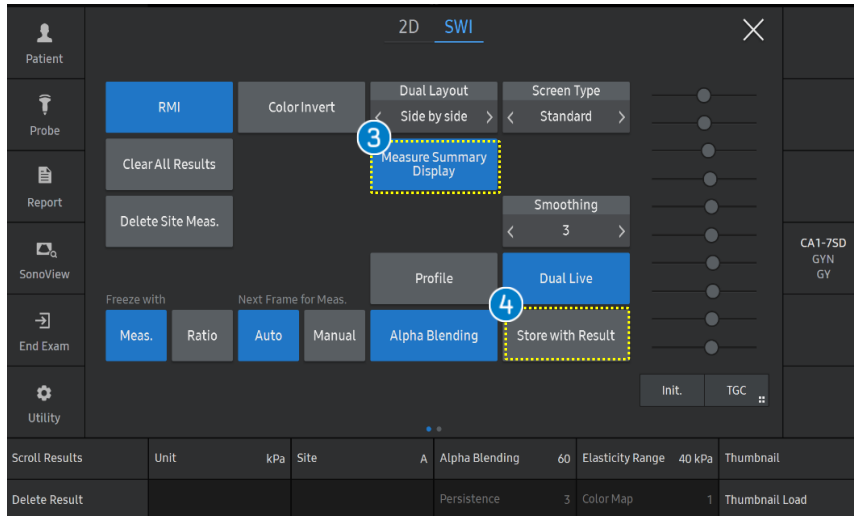 2D SWI
Patient
Probe
Report
SonoView
End Exam
Utility
RMI
Color Invert
Dual Layout
Side by side
Screen Type
Standard
3
Clear All Results
Measure Summary
Display
Delete Site Meas.
Smoothing
3
Profile
Dual Live
4
Freeze with
Meas.
Ratio
Next Frame for Meas.
Auto
Manual
Alpha Blending
Store with Result
Init.
TGC
CA1-7SD
GYN
GY
Scroll Results
Unit kPa
Site A
Alpha Blending 60
Elasticity Range 40 kPa
Thumbnail
Delete Result
Persistence 3
Color Map 1
Thumbnail Load